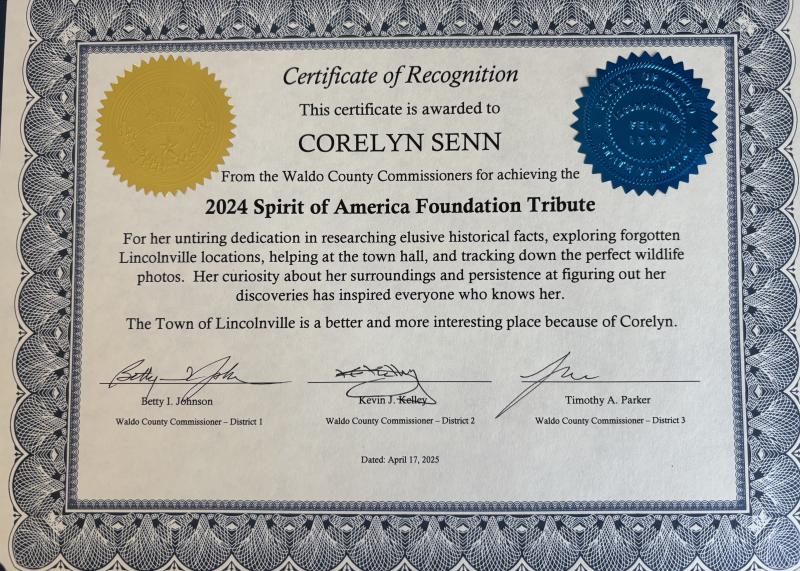 Certificate of Recognition
This certificate is awarded to
CORELYN SENN
From the Waldo County Commissioners for achieving the
2024 Spirit of America Foundation Tribute
For her untiring dedication in researching elusive historical facts, exploring forgotten
Lincolnville locations, helping at the town hall, and tracking down the perfect wildlife
photos. Her curiosity about her surroundings and persistence at figuring out her
discoveries has inspired everyone who knows her.
The Town of Lincolnville is a better and more interesting place because of Corelyn.
Betty I. Johnson
Kevin J. Kelley
Timothy A. Parker
Waldo County Commissioner – District 1
Waldo County Commissioner – District 2
Waldo County Commissioner – District 3
Dated: April 17, 2025